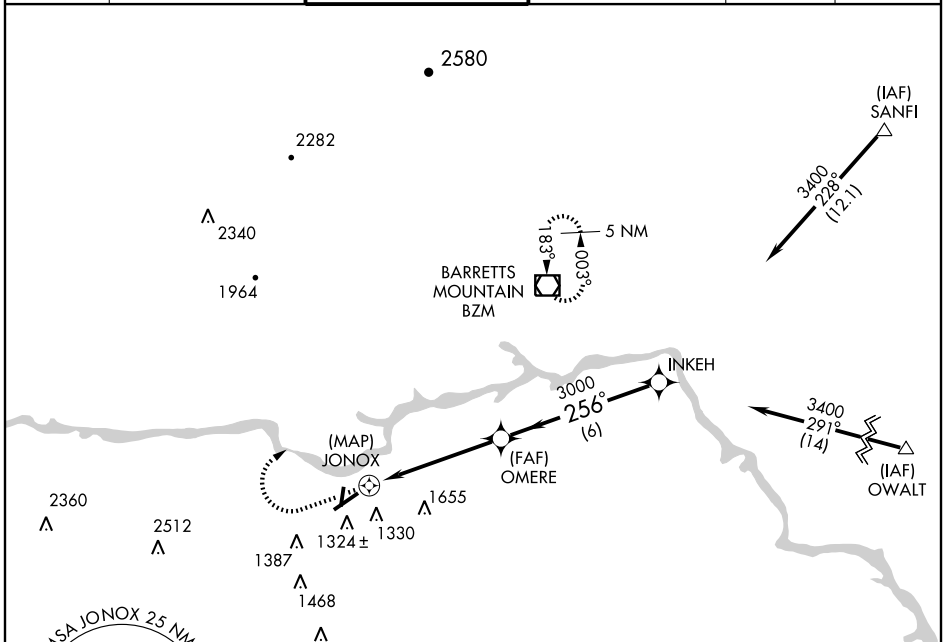 2580
(IAF)
SANFI
2282
3400
228°
(12.1)
2340
5 NM
183°
003°
1964
BARRETTS
MOUNTAIN
BZM
INKEH
3000
256°
(6)
3400
291°
(14)
(MAP)
JONOX
(FAF)
OMERE
(IAF)
OWALT
1655
2360
2512
1324 ±
1330
1387
1468
MSA JONOX 25 NM